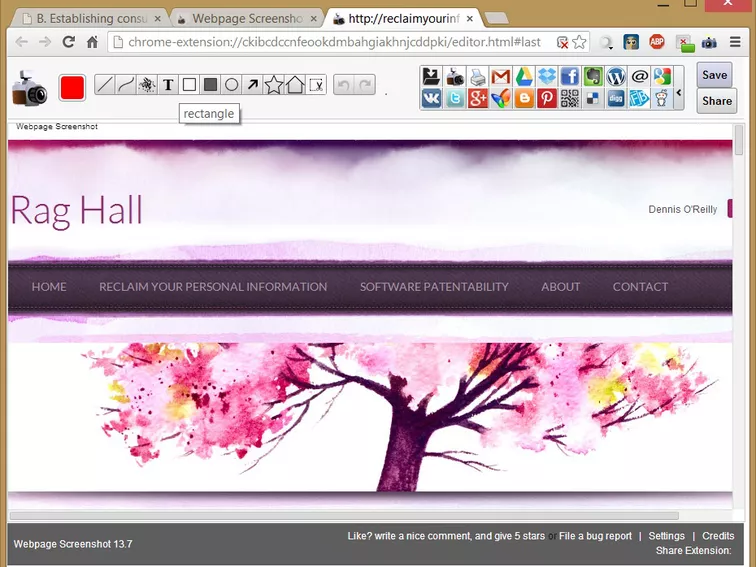 B. Establishing consu
Webpage Screensho
http://reclaimyourinf
chrome-extension://ckibcdccnfeookdmbahgiakhnjcddpki/editor.html#last
ABP
T
Save
Share
rectangle
Webpage Screenshot
Rag Hall
Dennis O'Reilly
HOME RECLAIM YOUR PERSONAL INFORMATION SOFTWARE PATENTABILITY ABOUT CONTACT
Like? write a nice comment, and give 5 stars or File a bug report | Settings | Credits
Webpage Screenshot 13.7
Share Extension: